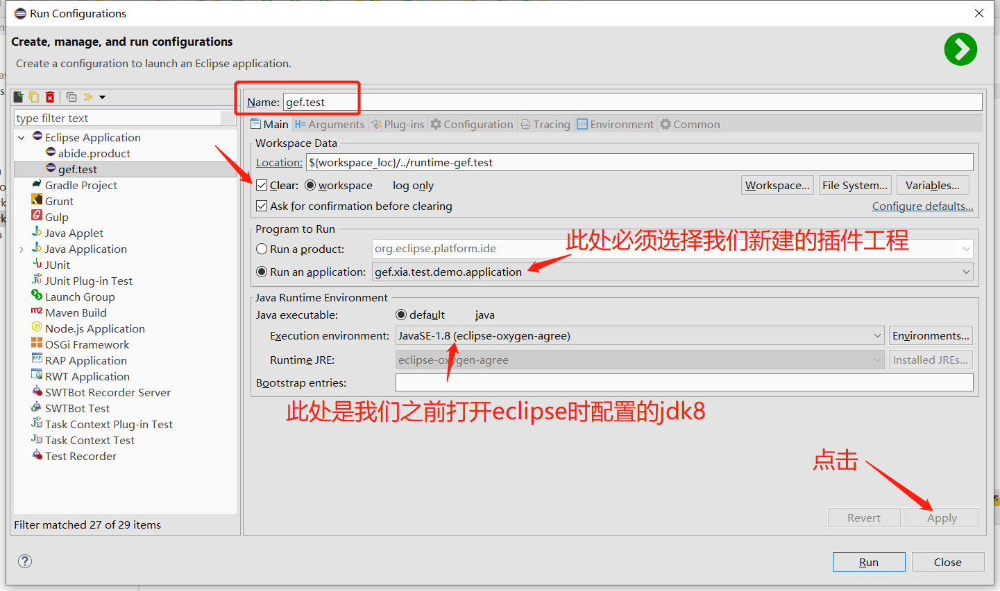 Run Configurations
Create, manage, and run configurations
Create a configuration to launch an Eclipse application.
type filter text
Eclipse Application
abide.product
gef.test
Gradle Project
Grunt
Gulp
Java Applet
Java Application
JUnit
JUnit Plug-in Test
Launch Group
Maven Build
Node.js Application
OSGi Framework
RAP Application
RWT Application
SWTBot Recorder Server
SWTBot Test
Task Context Plug-in Test
Task Context Test
Test Recorder
Filter matched 27 of 29 items
Name: gef.test
Main Arguments Plug-ins Configuration Tracing Environment Common
Workspace Data
Location: ${workspace_loc}/../runtime-gef.test
Clear: workspace log only Workspace... File System... Variables...
Ask for confirmation before clearing Configure defaults...
Program to Run
Run a product: org.eclipse.platform.ide
此处必须选择我们新建的插件工程
Run an application: gef.xia.test.demo.application
Java Runtime Environment
Java executable: default java
Execution environment: JavaSE-1.8 (eclipse-oxygen-agree) Environments...
Runtime JRE: eclipse-oxygen-agree Installed JREs...
Bootstrap entries:
此处是我们之前打开eclipse时配置的jdk8
点击
Revert Apply
Run Close